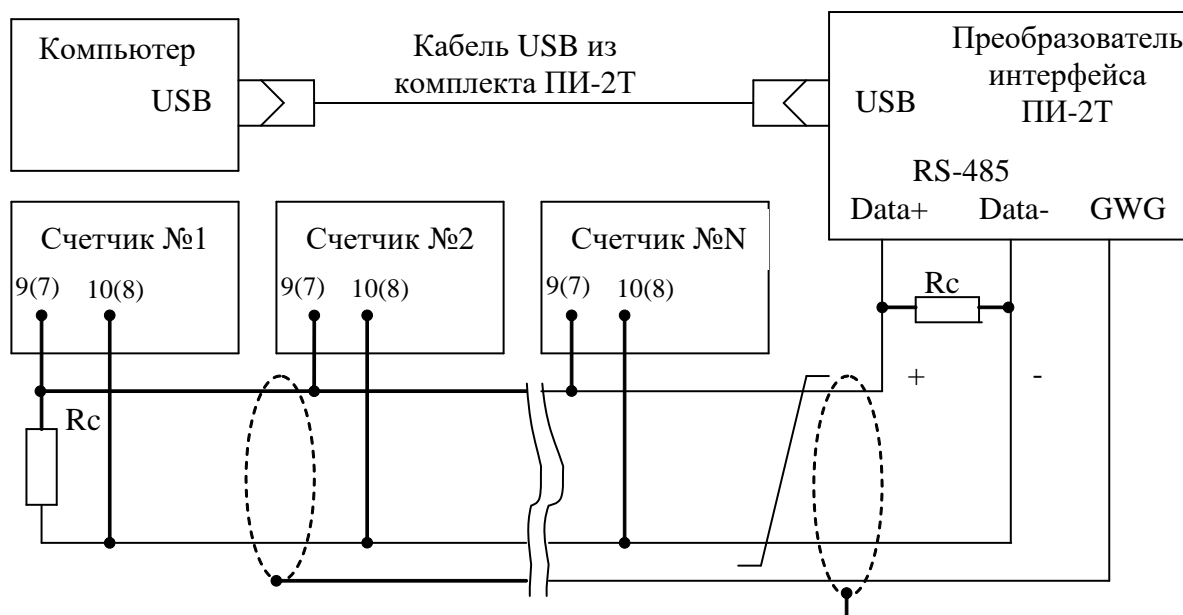 Компьютер
USB
Кабель USB из
комплекта ПИ-2Т
Преобразователь
интерфейса
ПИ-2Т
USB
RS-485
Data+ Data- GWG
Счетчик №1
9(7) 10(8)
Счетчик №2
9(7) 10(8)
Счетчик №N
9(7) 10(8)
Rc
+ -
Rc